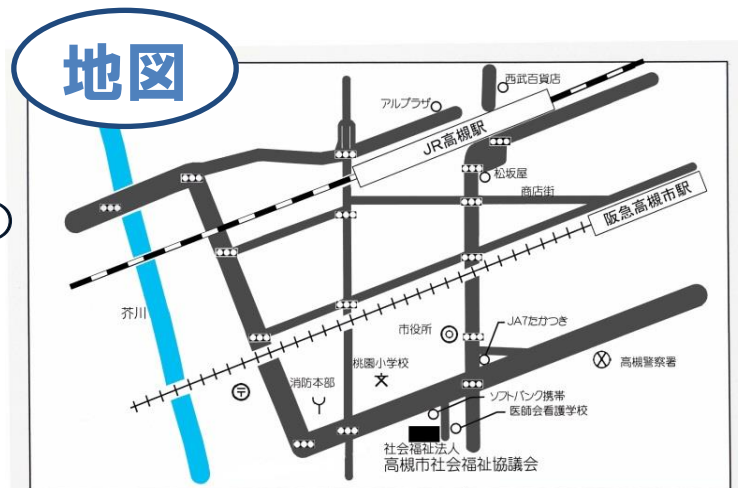 地図
西武百貨店
アルプラザ
JR高槻駅
松坂屋
商店街
阪急高槻市駅
芥川
市役所
JA7たかつき
桃園小学校
高槻警察署
消防本部
ソフトバンク携帯
医師会看護学校
社会福祉法人
高槻市社会福祉協議会